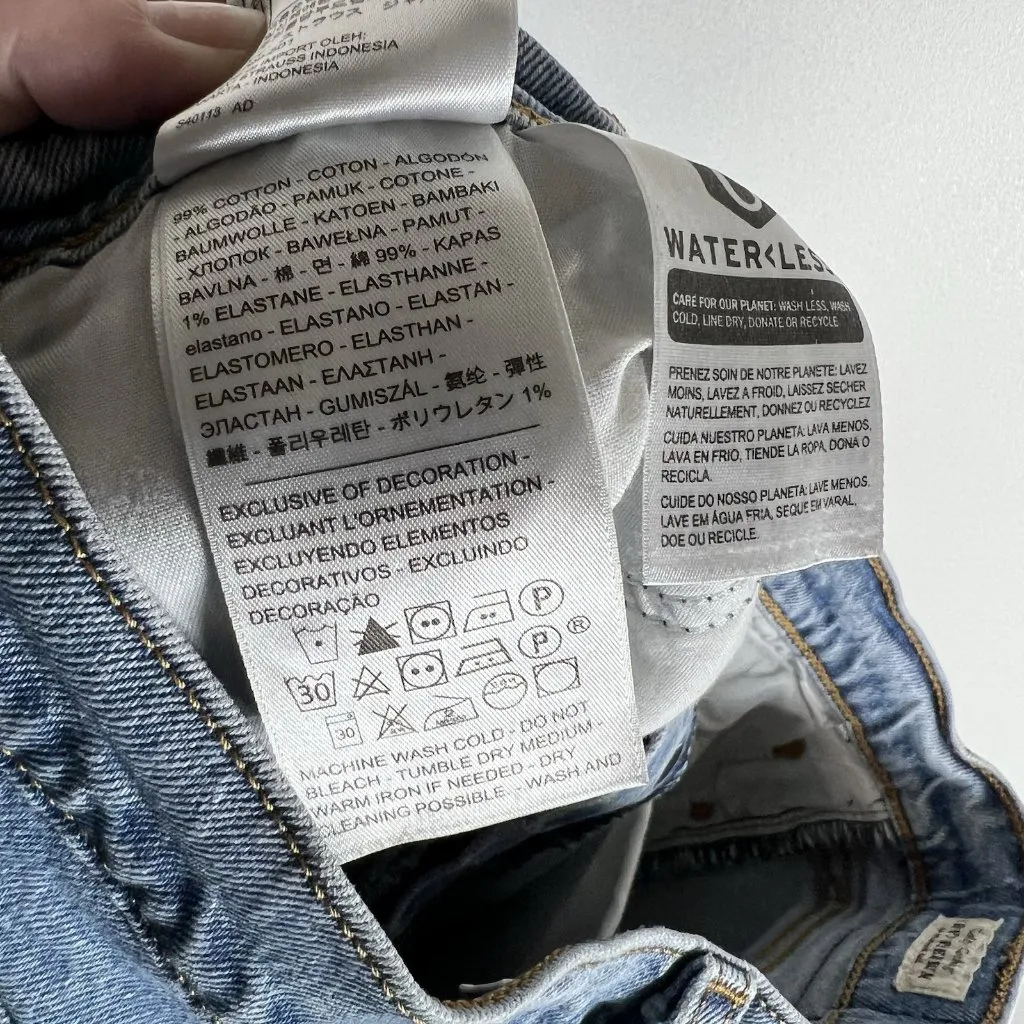 トラウス
IMPORT OLEH:
STRAUSS INDONESIA
- INDONESIA
S40113 AD
99% COTTON - COTON - ALGODÓN
- ALGODÃO - PAMUK - COTONE -
BAUMWOLLE - KATOEN - BAMBAKI
- ХЛОПОК - BAWEŁNA - PAMUT -
BAVLNA - 棉 - 면 - 綿 99% - KAPAS
1% ELASTANE - ELASTHANNE -
elastano - ELASTANO - ELASTAN -
ELASTOMERO - ELASTHAN -
ELASTAAN - ΕΛΑΣΤΑΝΗ -
ЭЛАСТАН - GUMISZÁL - 氨纶 - 彈性
纖維 - 폴리우레탄 - ポリウレタン 1%
EXCLUSIVE OF DECORATION -
EXCLUANT L'ORNEMENTATION -
EXCLUYENDO ELEMENTOS
DECORATIVOS - EXCLUINDO
DECORAÇÃO
P
30 P ®
30
MACHINE WASH COLD - DO NOT
BLEACH - TUMBLE DRY MEDIUM -
WARM IRON IF NEEDED - DRY
CLEANING POSSIBLE - WASH AND
WATER<LESS
CARE FOR OUR PLANET: WASH LESS, WASH
COLD, LINE DRY, DONATE OR RECYCLE.
PRENEZ SOIN DE NOTRE PLANETE: LAVEZ
MOINS, LAVEZ A FROID, LAISSEZ SECHER
NATURELLEMENT, DONNEZ OU RECYCLEZ
CUIDA NUESTRO PLANETA: LAVA MENOS,
LAVA EN FRIO, TIENDE LA ROPA, DONA O
RECICLA.
CUIDE DO NOSSO PLANETA: LAVE MENOS,
LAVE EM ÁGUA FRIA, SEQUE EM VARAL,
DOE OU RECICLE.